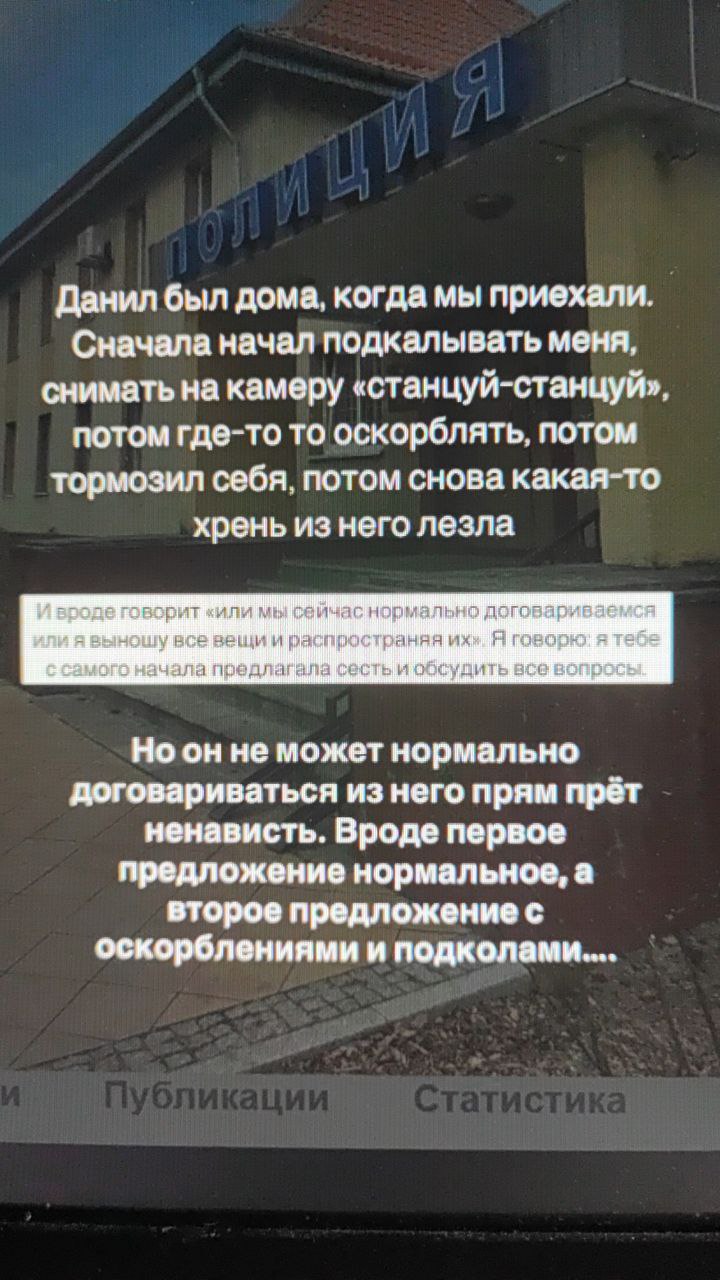 ПОЛИЦИЯ
Данил был дома, когда мы приехали.
Сначала начал подкалывать меня,
снимать на камеру «станцуй-станцуй»,
потом где-то то оскорблять, потом
тормозил себя, потом снова какая-то
хрень из него лезла
И вроде говорит «или мы сейчас нормально договариваемся
или я выношу все вещи и распространяя их». Я говорю: я тебе
с самого начала предлагала сесть и обсудить все вопросы.
Но он не может нормально
договариваться из него прям прёт
ненависть. Вроде первое
предложение нормальное, а
второе предложение с
оскорблениями и подколами....
и Публикации Статистика